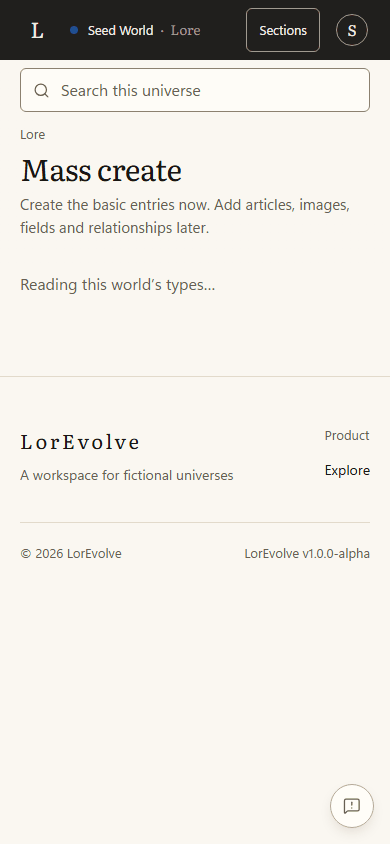 L
Seed World · Lore
Sections
S
Search this universe
Lore
Mass create
Create the basic entries now. Add articles, images,
fields and relationships later.
Reading this world’s types…
LorEvolve
A workspace for fictional universes
Product
Explore
© 2026 LorEvolve
LorEvolve v1.0.0-alpha